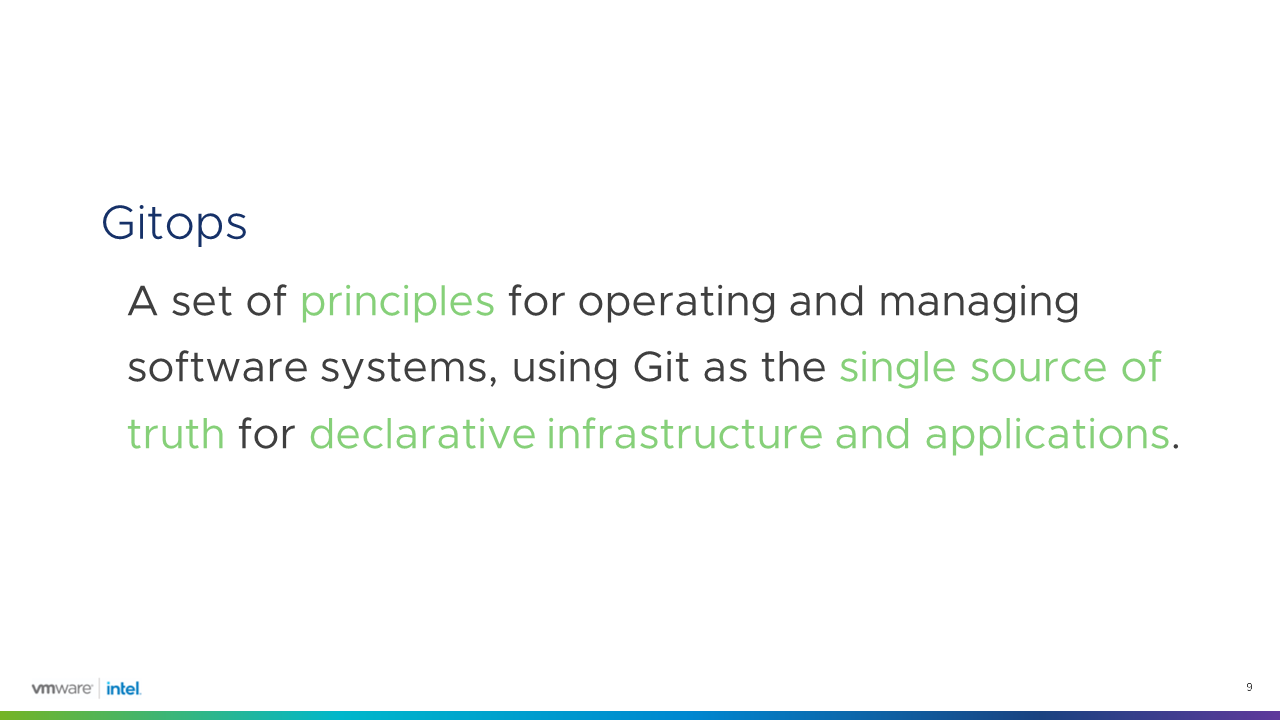 Gitops
A set of principles for operating and managing
software systems, using Git as the single source of
truth for declarative infrastructure and applications.
vmware | intel.
9